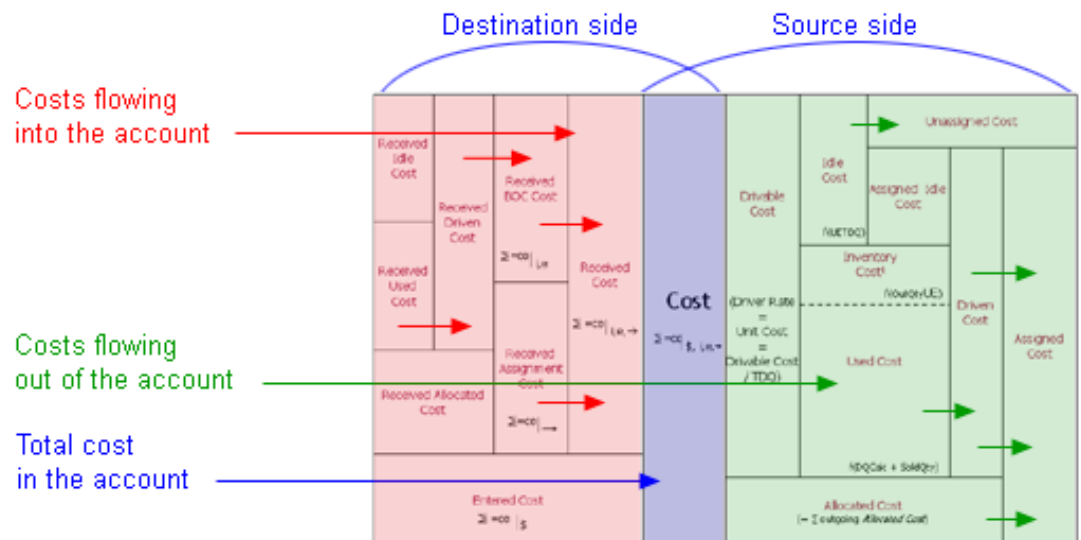 Destination side
Source side
Costs flowing
into the account
Costs flowing
out of the account
Total cost
in the account
Received
Idle
Cost
Received
Used
Cost
Received
Driven
Cost
Received
BOC Cost
Received
Assignment
Cost
Received Allocated
Cost
Received
Cost
Entered Cost
Cost
Drivable
Cost
(Driver Rate
=
Unit Cost
=
Drivable Cost
/ TDQ)
Idle
Cost
Unassigned Cost
Assigned Idle
Cost
Inventory
Cost
Used Cost
Driven
Cost
Assigned
Cost
Allocated Cost
(= Σ outgoing Allocated Cost)